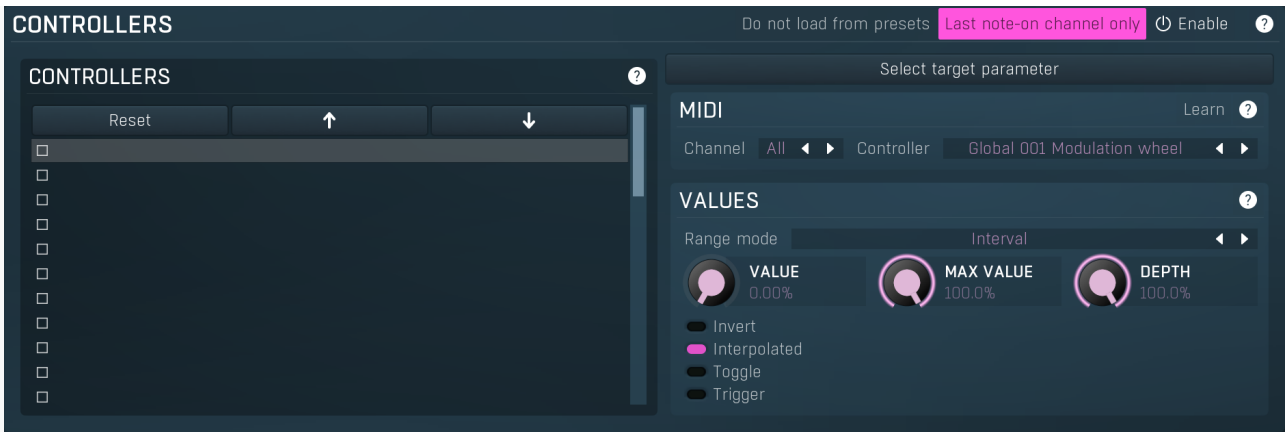 CONTROLLERS Do not load from presets Last note-on channel only Enable ?
CONTROLLERS ?
Reset ↑ ↓
Select target parameter
MIDI Learn ?
Channel All Controller Global 001 Modulation wheel
VALUES ?
Range mode Interval
VALUE MAX VALUE DEPTH
0.00% 100.0% 100.0%
Invert
Interpolated
Toggle
Trigger